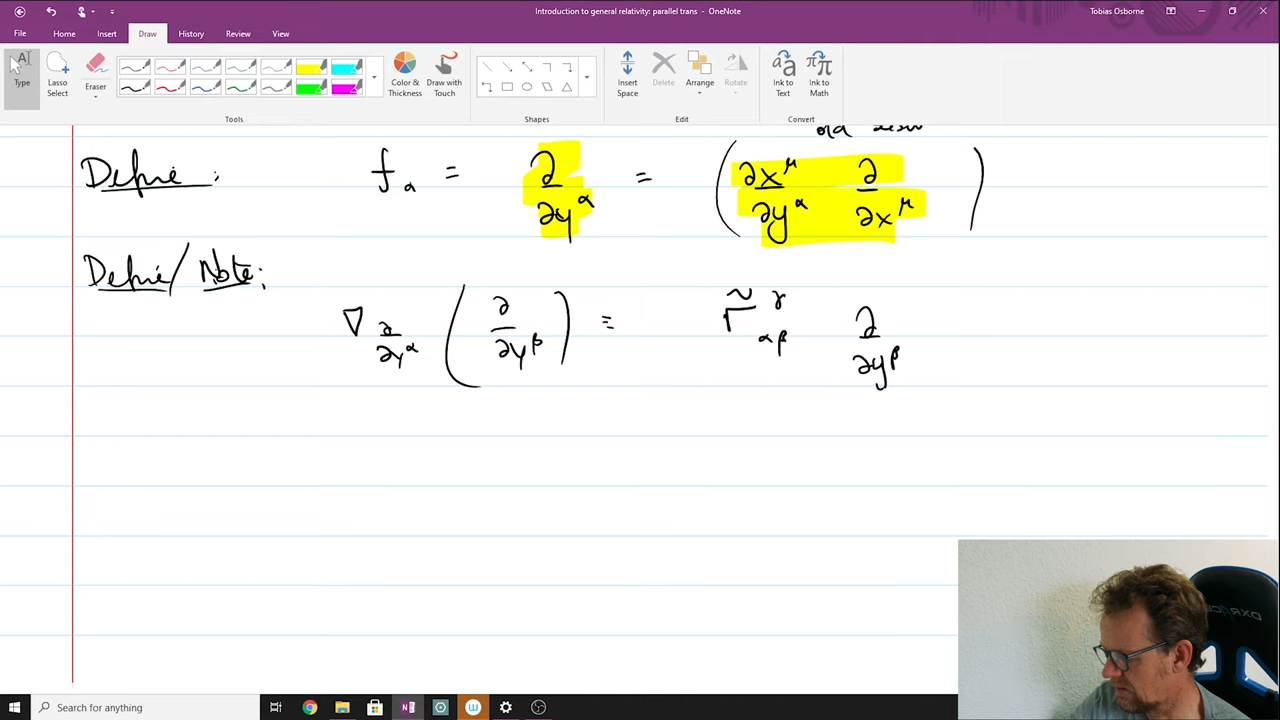 Introduction to general relativity: parallel trans - OneNote
Tobias Osborne
File Home Insert Draw History Review View
Type
Lasso Select
Eraser
Color & Thickness
Draw with Touch
Insert Space
Delete
Arrange
Rotate
Ink to Text
Ink to Math
Tools Shapes Edit Convert
old
Define: f_α = ∂/∂y^α = ( ∂x^μ/∂y^α ∂/∂x^μ )
Define/Note:
∇_{∂/∂y^α} ( ∂/∂y^β ) ≡ Γ̃^γ_{αβ} ∂/∂y^β
DXRACER
Search for anything